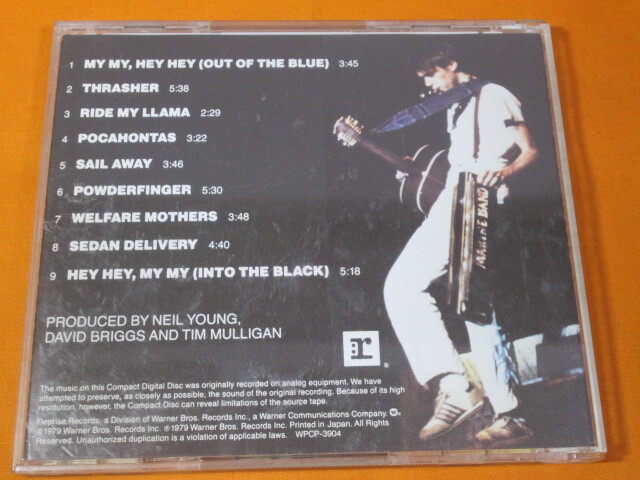 1 MY MY, HEY HEY (OUT OF THE BLUE) 3:45
2 THRASHER 5:38
3 RIDE MY LLAMA 2:29
4 POCAHONTAS 3:22
5 SAIL AWAY 3:46
6 POWDERFINGER 5:30
7 WELFARE MOTHERS 3:48
8 SEDAN DELIVERY 4:40
9 HEY HEY, MY MY (INTO THE BLACK) 5:18
PRODUCED BY NEIL YOUNG,
DAVID BRIGGS AND TIM MULLIGAN
r
®
The music on this Compact Digital Disc was originally recorded on analog equipment. We have
attempted to preserve, as closely as possible, the sound of the original recording. Because of its high
resolution, however, the Compact Disc can reveal limitations of the source tape.
Reprise Records, a Division of Warner Bros. Records Inc., a Warner Communications Company.
©1979 Warner Bros. Records Inc. ℗1979 Warner Bros. Records Inc. Printed in Japan. All Rights
Reserved. Unauthorized duplication is a violation of applicable laws. WPCP-3904
BAND